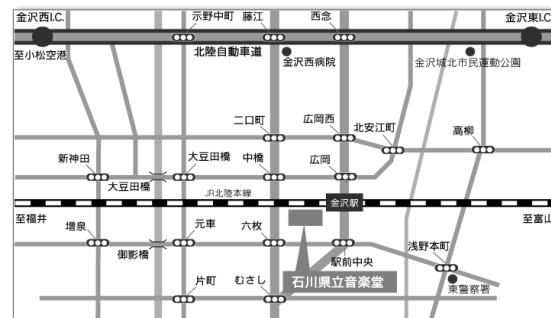 金沢西I.C.
示野中町
藤江
西念
金沢東I.C.
北陸自動車道
至小松空港
金沢西病院
金沢城北市民運動公園
二口町
広岡西
北安江町
高柳
新神田
大豆田橋
中橋
広岡
大豆田橋
JR北陸本線
金沢駅
至福井
至富山
増泉
元車
六枚
御影橋
駅前中央
浅野本町
石川県立音楽堂
片町
むさし
東警察署